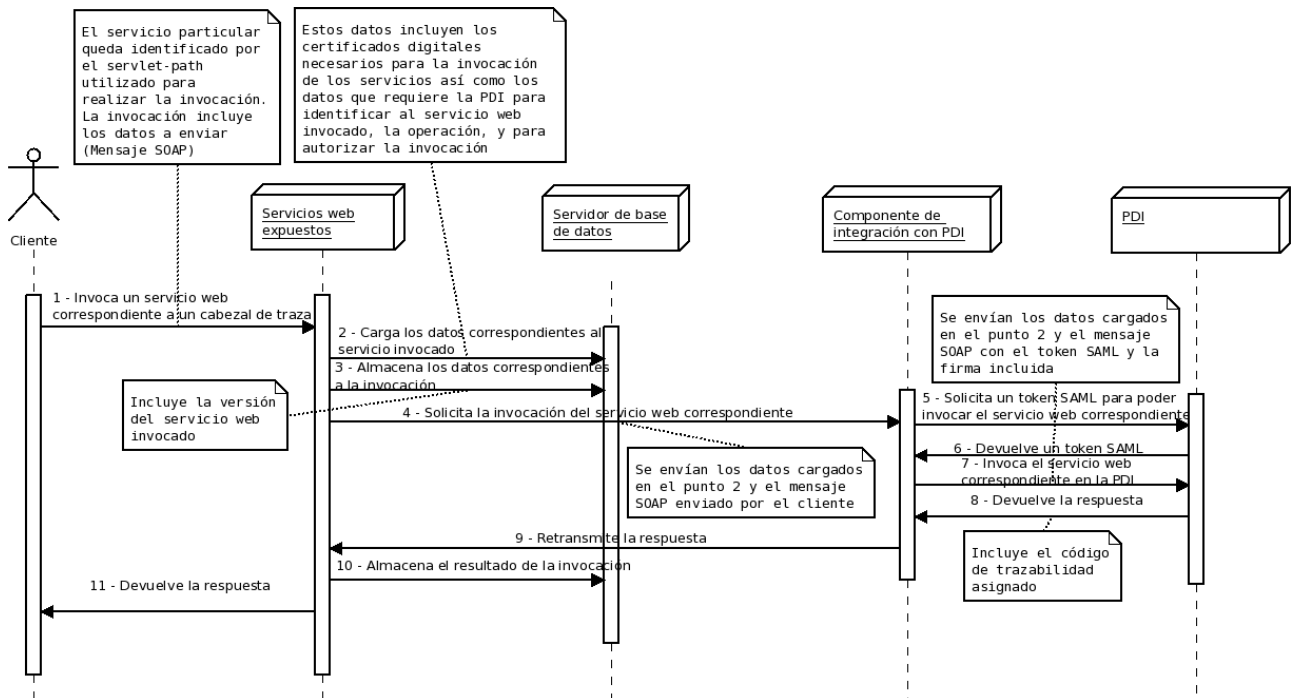 El servicio particular
queda identificado por
el servlet-path
utilizado para
realizar la invocación.
La invocación incluye
los datos a enviar
(Mensaje SOAP)
Estos datos incluyen los
certificados digitales
necesarios para la invocación
de los servicios así como los
datos que requiere la PDI para
identificar al servicio web
invocado, la operación, y para
autorizar la invocación
Cliente
Servicios web
expuestos
Servidor de base
de datos
Componente de
integración con PDI
PDI
1 - Invoca un servicio web
correspondiente a un cabezal de traza
2 - Carga los datos correspondientes al
servicio invocado
3 - Almacena los datos correspondientes
a la invocación
Incluye la versión
del servicio web
invocado
4 - Solicita la invocación del servicio web correspondiente
Se envían los datos cargados
en el punto 2 y el mensaje
SOAP enviado por el cliente
Se envían los datos cargados
en el punto 2 y el mensaje
SOAP con el token SAML y la
firma incluida
5 - Solicita un token SAML para poder
invocar el servicio web correspondiente
6 - Devuelve un token SAML
7 - Invoca el servicio web
correspondiente en la PDI
8 - Devuelve la respuesta
Incluye el código
de trazabilidad
asignado
9 - Retransmite la respuesta
10 - Almacena el resultado de la invocación
11 - Devuelve la respuesta